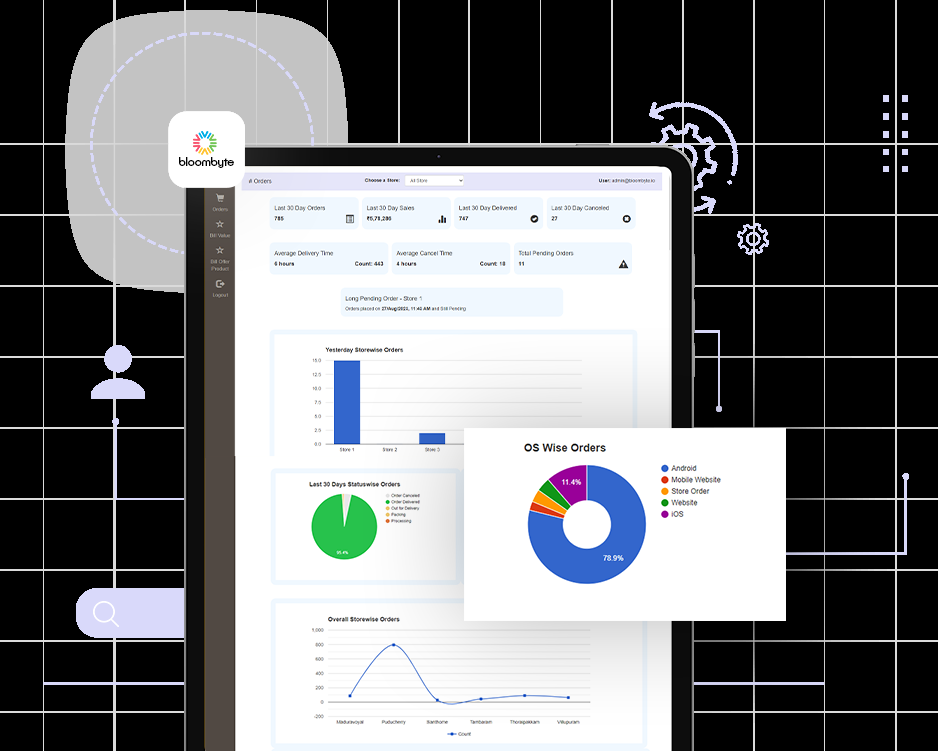 bloombyte
# Orders
Choose a Store:
All Store
User: admin@bloombyte.io
Orders
Bill Value
Bill Offer
Product
Logout
Last 30 Day Orders
785
Last 30 Day Sales
₹5,78,286
Last 30 Day Delivered
747
Last 30 Day Canceled
27
Average Delivery Time
6 hours
Count: 443
Average Cancel Time
4 hours
Count: 18
Total Pending Orders
11
Long Pending Order - Store 1
Orders placed on 27/Aug/2022, 11:40 AM and Still Pending
Yesterday Storewise Orders
15.0
12.5
10.0
7.5
5.0
2.5
0.0
Store 1
Store 2
Store 3
OS Wise Orders
11.4%
78.9%
Android
Mobile Website
Store Order
Website
iOS
Last 30 Days Statuswise Orders
Order Canceled
Order Delivered
Out for Delivery
Packing
Processing
Overall Storewise Orders
1,000
800
600
400
200
0
-200
Maduravoyal
Puducherry
Santhome
Tambaram
Thoraipakkam
Villupuram
Count